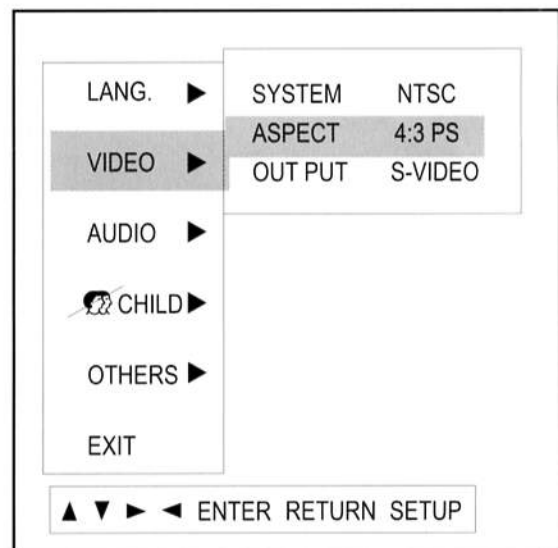 LANG. ▶
VIDEO ▶
AUDIO ▶
CHILD ▶
OTHERS ▶
EXIT
SYSTEM NTSC
ASPECT 4:3 PS
OUT PUT S-VIDEO
▲ ▼ ► ◄ ENTER RETURN SETUP